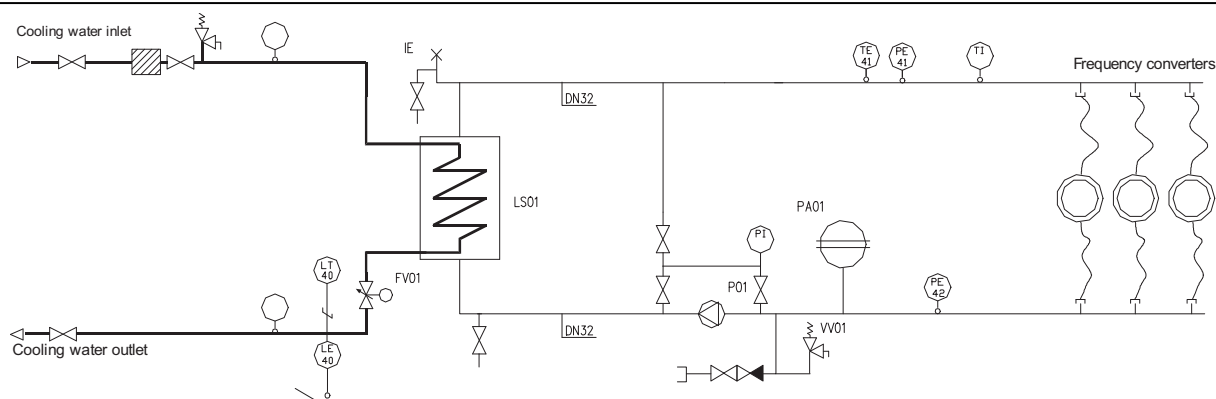 Cooling water inlet
IE
TE
41
PE
41
TI
Frequency converters
DN32
LS01
PA01
LT
40
FV01
PI
P01
PE
42
DN32
VV01
Cooling water outlet
LE
40